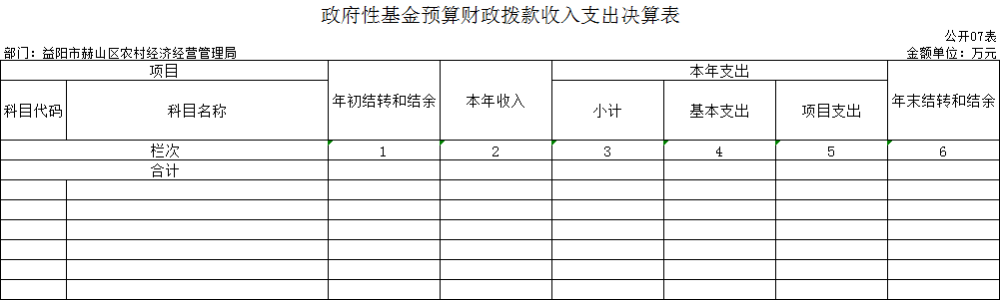 政府性基金预算财政拨款收入支出决算表
公开07表
部门：益阳市赫山区农村经济经营管理局 金额单位：万元
项目 年初结转和结余 本年收入 本年支出 年末结转和结余
科目代码 科目名称 小计 基本支出 项目支出
栏次 1 2 3 4 5 6
合计